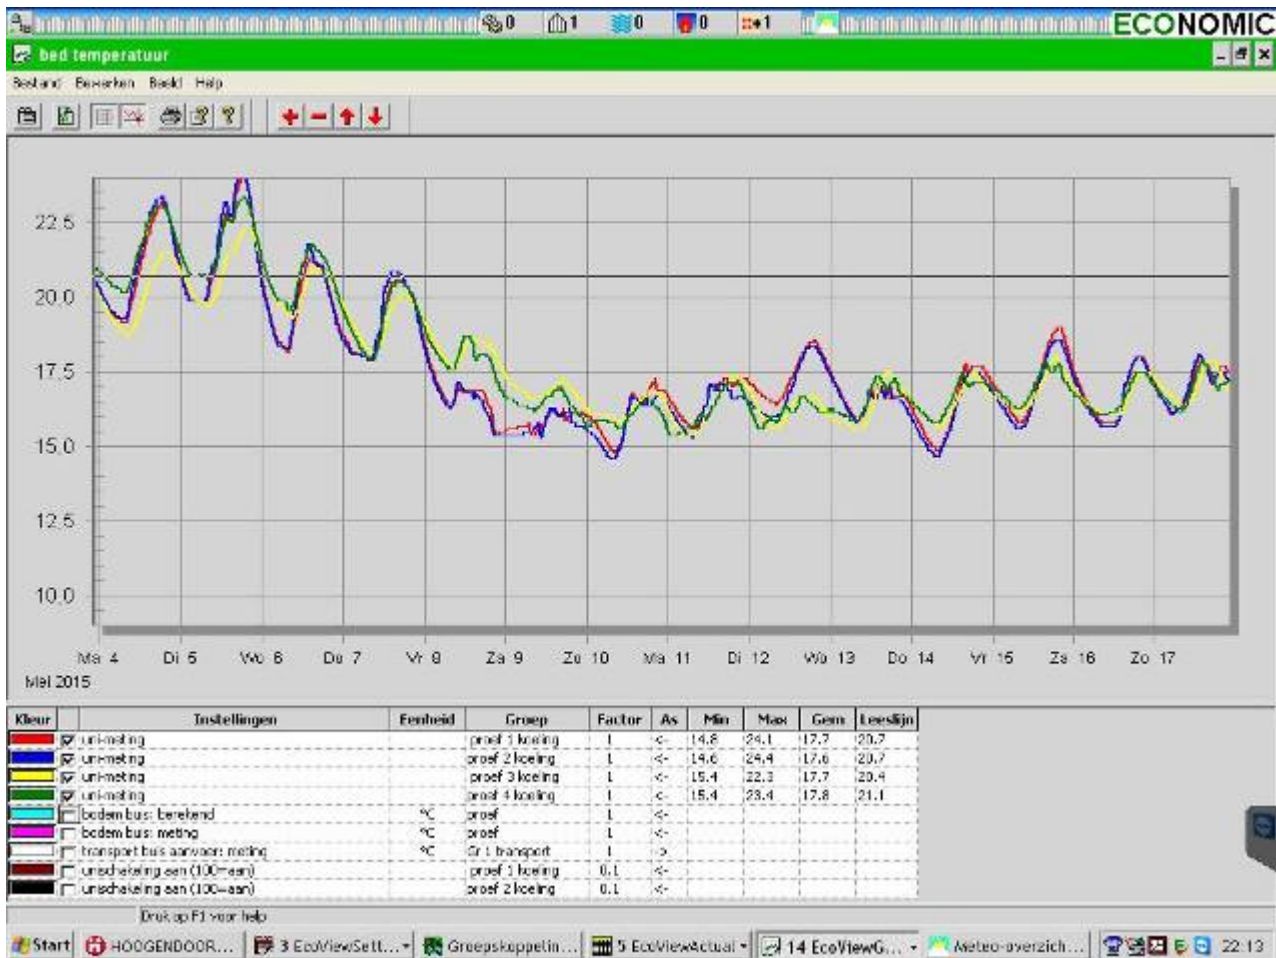 0 1 0 0 1 ECONOMIC
bed temperatuur
Bestand Bewerken Beeld Help
22,5
20,0
17,5
15,0
12,5
10,0
Ma 4 Di 5 Wo 6 Do 7 Vr 8 Za 9 Zo 10 Ma 11 Di 12 Wo 13 Do 14 Vr 15 Za 16 Zo 17
Mei 2015
Kleur Instellingen Eenheid Groep Factor As Min Max Gem Leeslijn
uni-meting proef 1 koeling 1 <- 14.8 24.1 17.7 20.7
uni-meting proef 2 koeling 1 <- 14.6 24.4 17.6 20.7
uni-meting proef 3 koeling 1 <- 15.4 22.3 17.7 20.4
uni-meting proef 4 koeling 1 <- 15.4 23.4 17.8 21.1
bodem buis: berekend °C proef 1 <-
bodem buis: meting °C proef 1 <-
transport buis aanvoer: meting °C Gr 1 transport 1 ->
unischakeling aan (100=aan) proef 1 koeling 0.1 <-
unischakeling aan (100=aan) proef 2 koeling 0.1 <-
Druk op F1 voor help
Start HOOGENDOOR... 3 EcoViewSett... Groepskoppelin... 5 EcoViewActual 14 EcoViewG... Meteo-overzich... 22:13